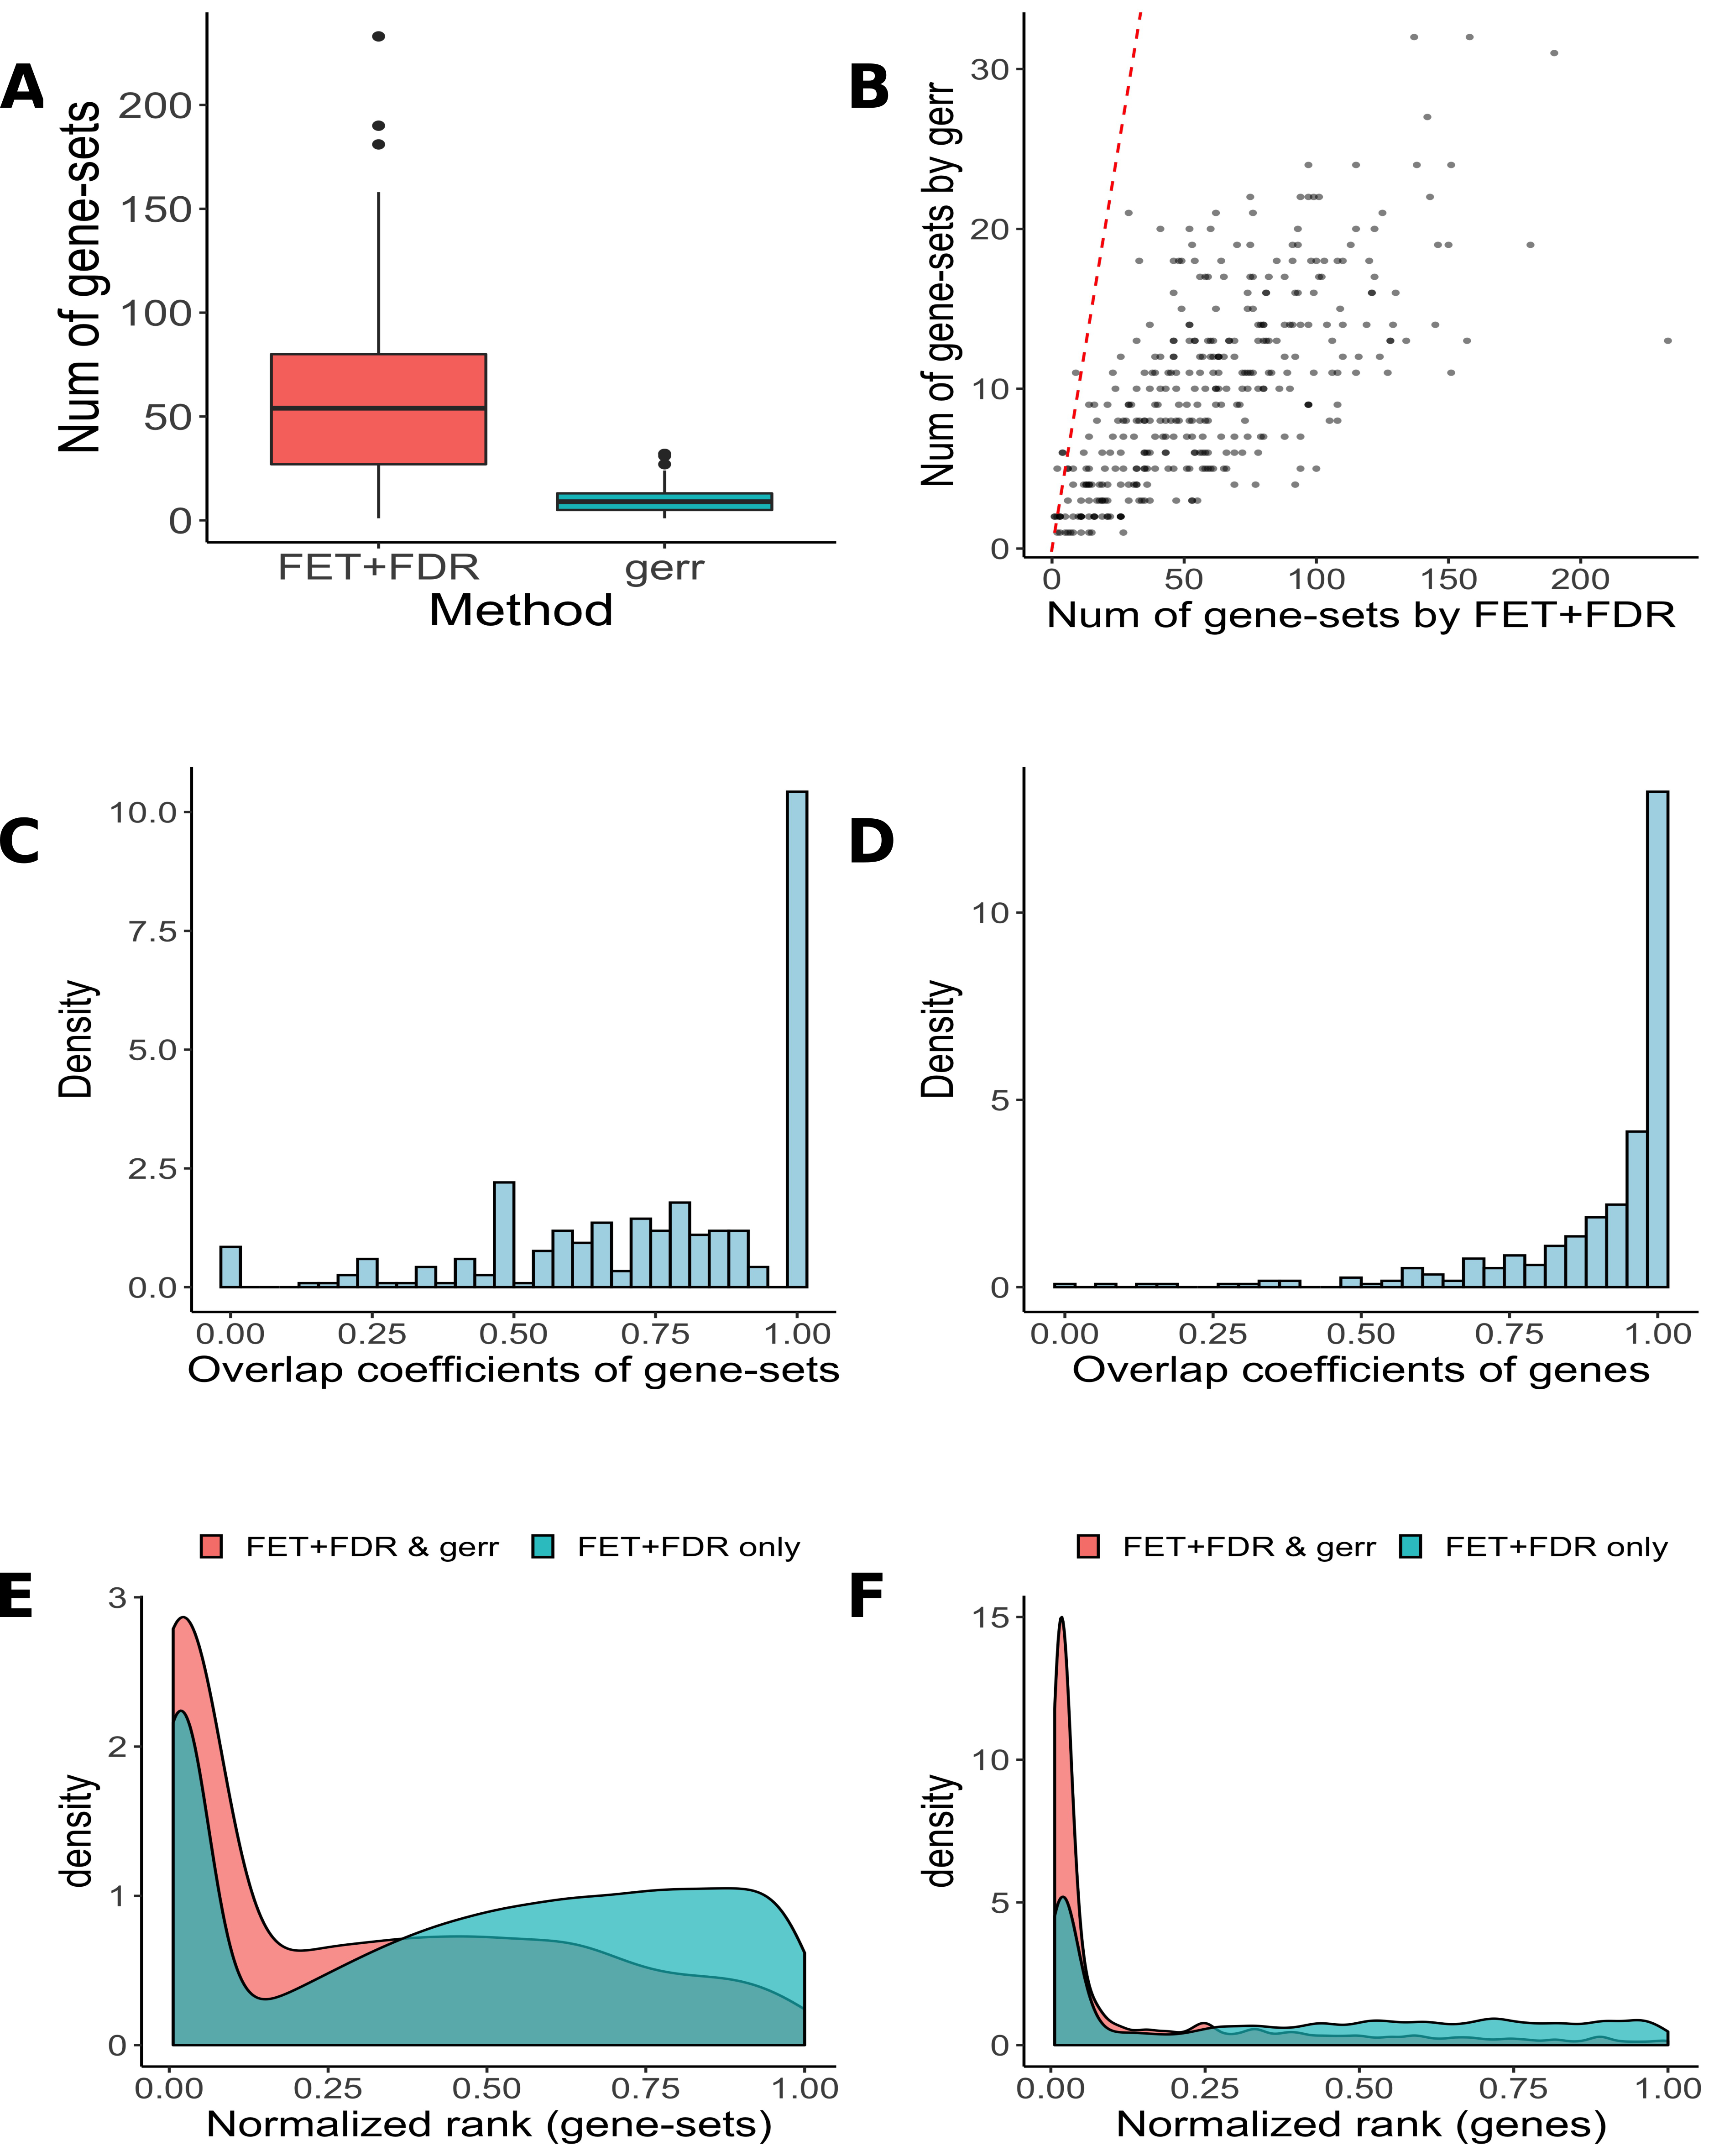 A
Num of gene-sets
200
150
100
50
0
FET+FDR gerr
Method
B
Num of gene-sets by gerr
30
20
10
0
0 50 100 150 200
Num of gene-sets by FET+FDR
C
Density
10.0
7.5
5.0
2.5
0.0
0.00 0.25 0.50 0.75 1.00
Overlap coefficients of gene-sets
D
Density
10
5
0
0.00 0.25 0.50 0.75 1.00
Overlap coefficients of genes
FET+FDR & gerr FET+FDR only
E
density
3
2
1
0
0.00 0.25 0.50 0.75 1.00
Normalized rank (gene-sets)
FET+FDR & gerr FET+FDR only
F
density
15
10
5
0
0.00 0.25 0.50 0.75 1.00
Normalized rank (genes)